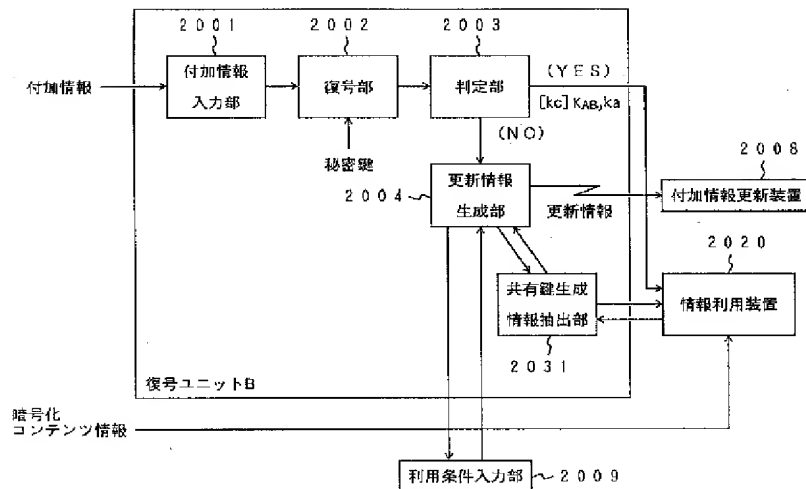 2001
2002
2003
付加情報
付加情報
入力部
復号部
判定部
(YES)
[kc] KAB,ka
(NO)
秘密鍵
2008
2004
更新情報
生成部
更新情報
付加情報更新装置
2020
共有鍵生成
情報抽出部
情報利用装置
2031
復号ユニットB
暗号化
コンテンツ情報
利用条件入力部
2009